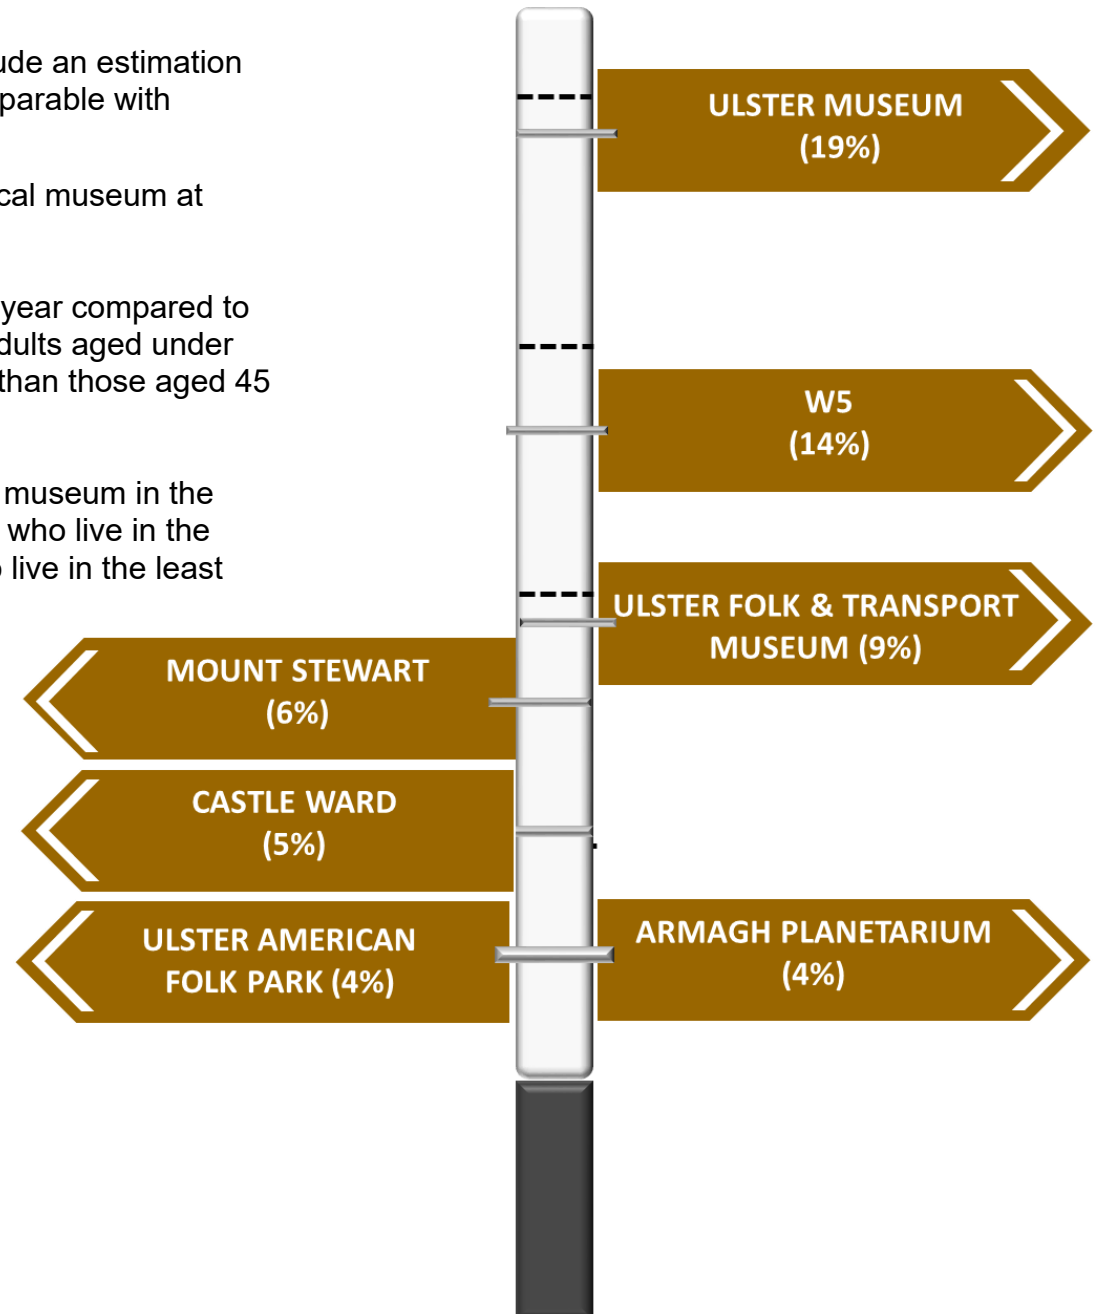 ude an estimation
parable with
cal museum at
year compared to
dults aged under
than those aged 45
museum in the
who live in the
live in the least
ULSTER MUSEUM
(19%)
W5
(14%)
ULSTER FOLK & TRANSPORT
MUSEUM (9%)
MOUNT STEWART
(6%)
CASTLE WARD
(5%)
ULSTER AMERICAN
FOLK PARK (4%)
ARMAGH PLANETARIUM
(4%)